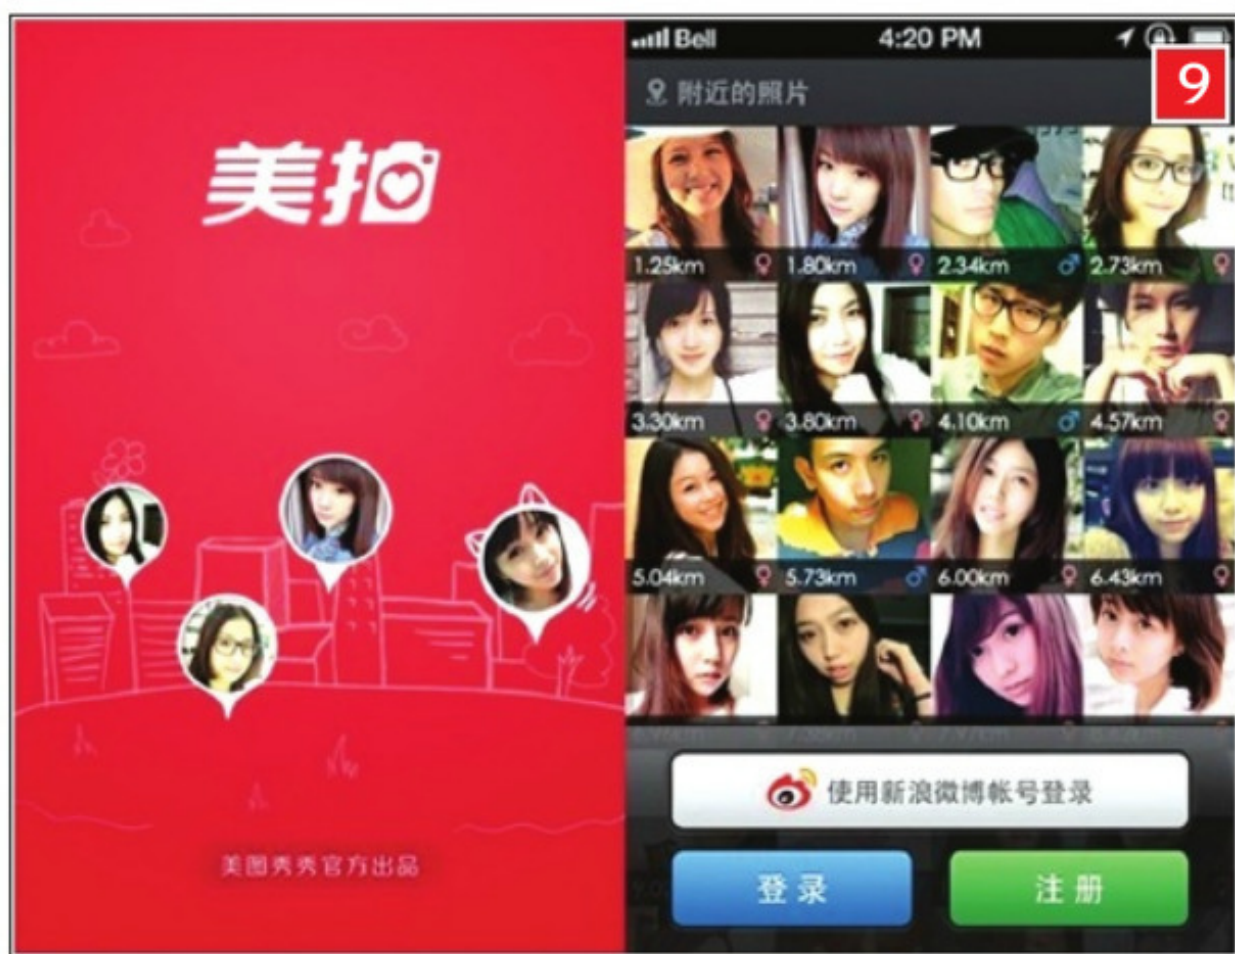 美拍
美图秀秀官方出品
Bell
4:20 PM
9
附近的照片
1.25km
1.80km
2.34km
2.73km
3.30km
3.80km
4.10km
4.57km
5.04km
5.73km
6.00km
6.43km
使用新浪微博帐号登录
登录
注册